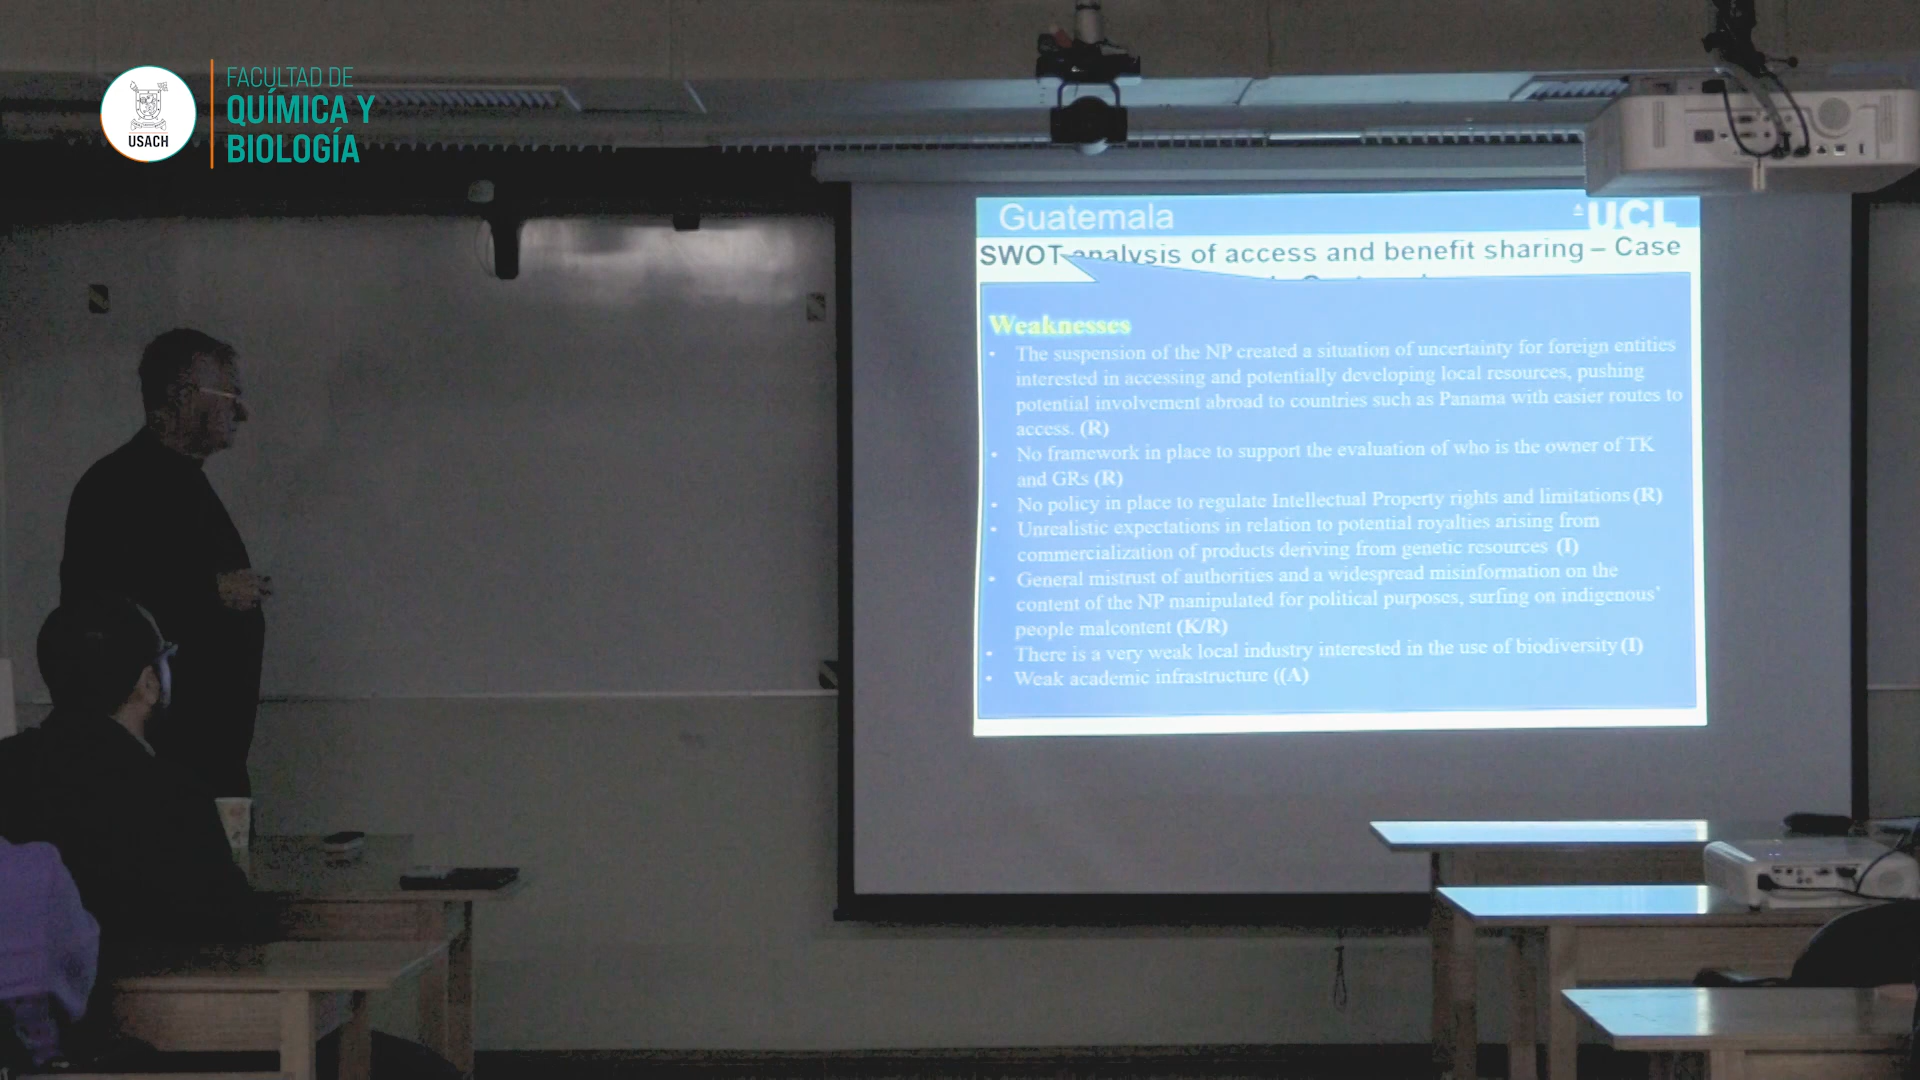 FACULTAD DE
QUÍMICA Y
BIOLOGÍA
USACH
Guatemala
UCL
SWOT analysis of access and benefit sharing – Case
Weaknesses
• The suspension of the NP created a situation of uncertainty for foreign entities
interested in accessing and potentially developing local resources, pushing
potential involvement abroad to countries such as Panama with easier routes to
access. (R)
• No framework in place to support the evaluation of who is the owner of TK
and GRs (R)
• No policy in place to regulate Intellectual Property rights and limitations (R)
• Unrealistic expectations in relation to potential royalties arising from
commercialization of products deriving from genetic resources (I)
• General mistrust of authorities and a widespread misinformation on the
content of the NP manipulated for political purposes, surfing on indigenous'
people malcontent (K/R)
• There is a very weak local industry interested in the use of biodiversity (I)
• Weak academic infrastructure ((A)